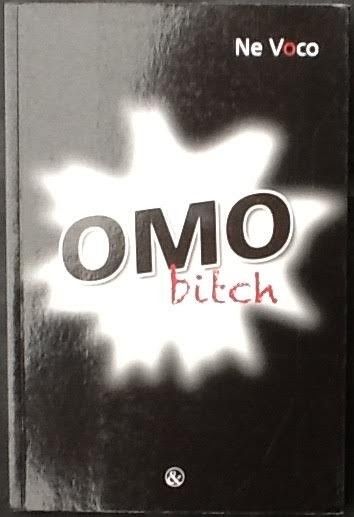 Ne Voco
OMO
bitch
&